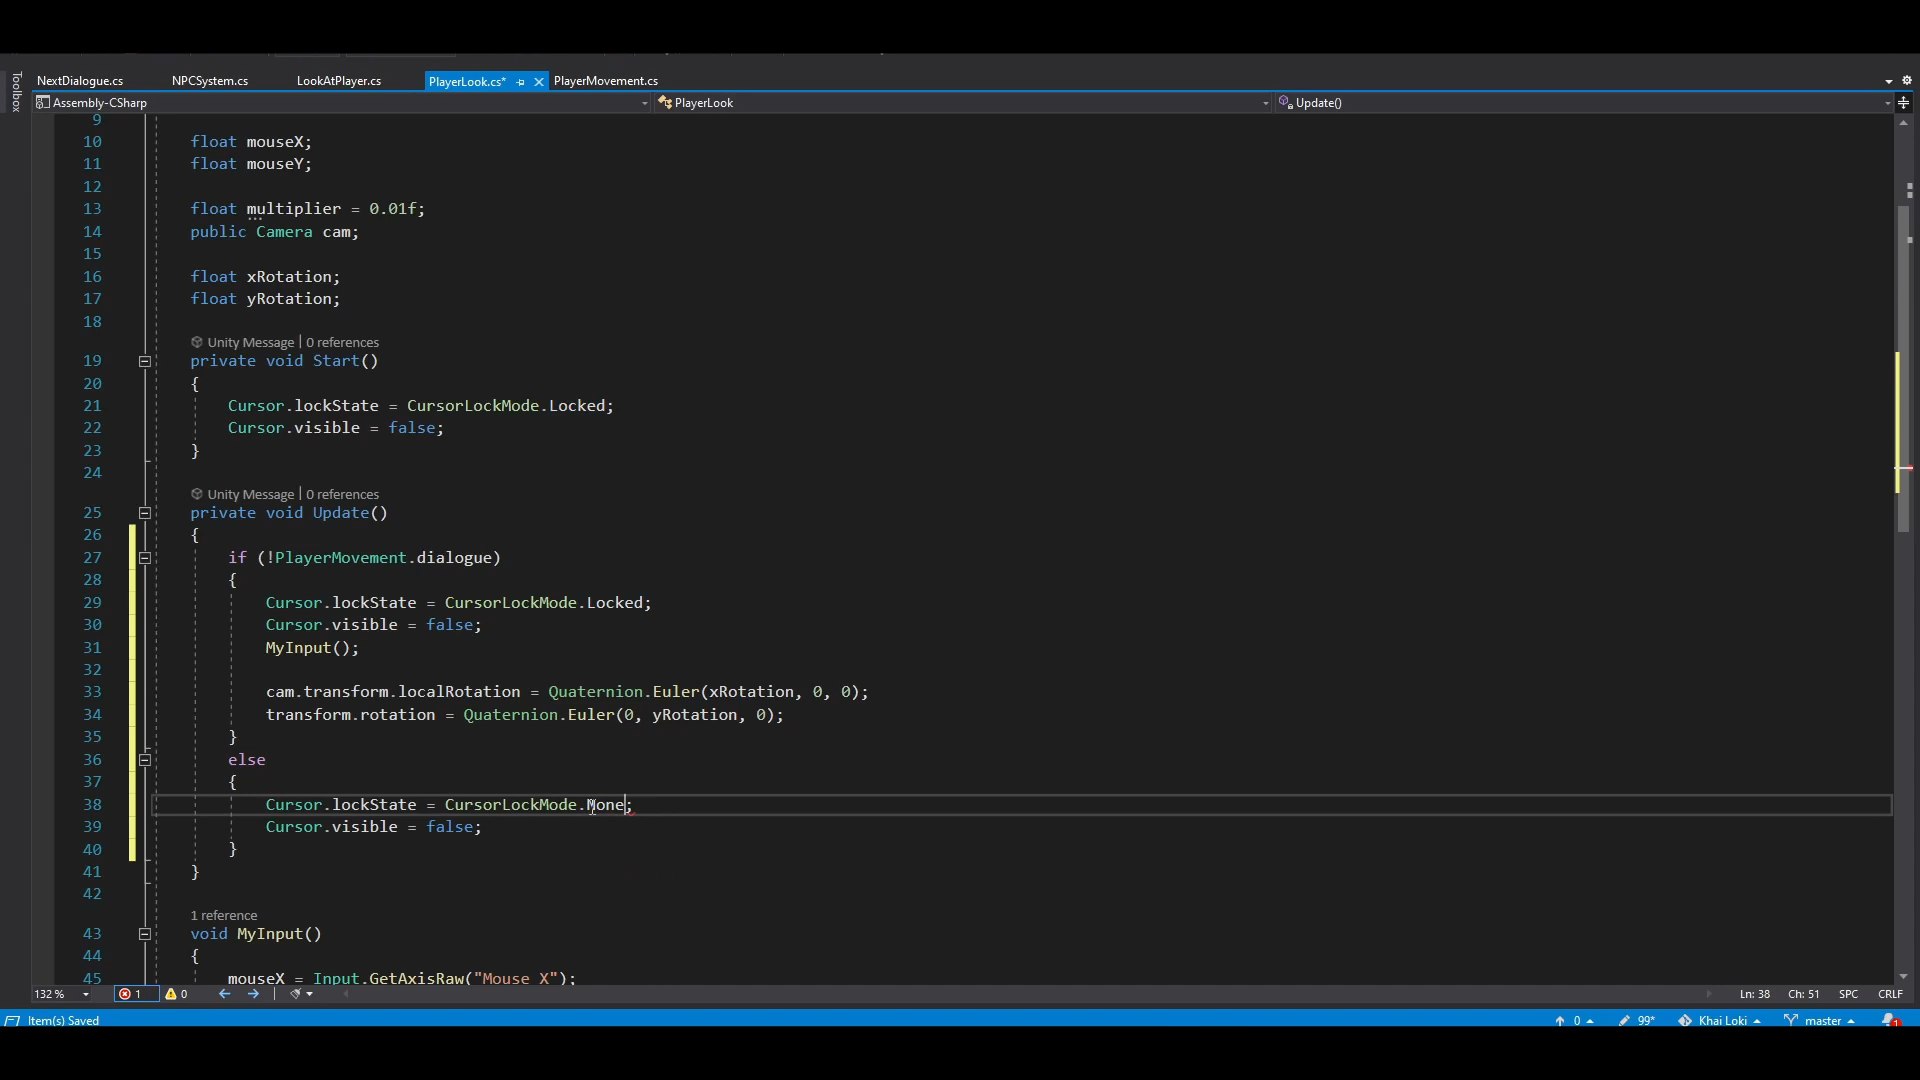 Toolbox
NextDialogue.cs NPCSystem.cs LookAtPlayer.cs PlayerLook.cs* PlayerMovement.cs
Assembly-CSharp PlayerLook Update()
9
10 float mouseX;
11 float mouseY;
12
13 float multiplier = 0.01f;
14 public Camera cam;
15
16 float xRotation;
17 float yRotation;
18
Unity Message | 0 references
19 private void Start()
20 {
21 Cursor.lockState = CursorLockMode.Locked;
22 Cursor.visible = false;
23 }
24
Unity Message | 0 references
25 private void Update()
26 {
27 if (!PlayerMovement.dialogue)
28 {
29 Cursor.lockState = CursorLockMode.Locked;
30 Cursor.visible = false;
31 MyInput();
32
33 cam.transform.localRotation = Quaternion.Euler(xRotation, 0, 0);
34 transform.rotation = Quaternion.Euler(0, yRotation, 0);
35 }
36 else
37 {
38 Cursor.lockState = CursorLockMode.None;
39 Cursor.visible = false;
40 }
41 }
42
1 reference
43 void MyInput()
44 {
45 mouseX = Input.GetAxisRaw("Mouse X");
132 % 1 0 Ln: 38 Ch: 51 SPC CRLF
Item(s) Saved 0 99* Khai Loki master 1